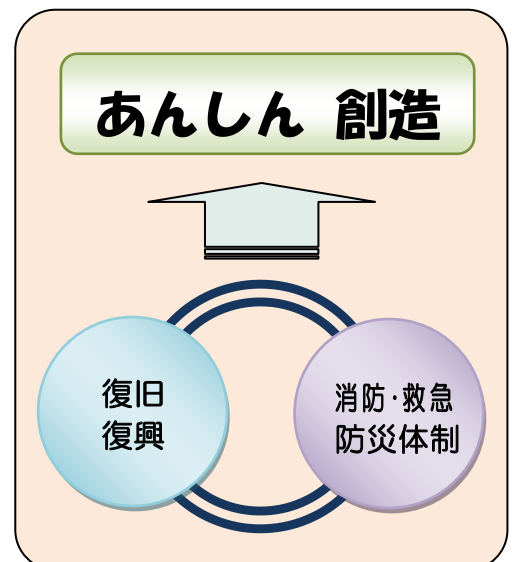 あんしん 創造
復旧
復興
消防・救急
防災体制